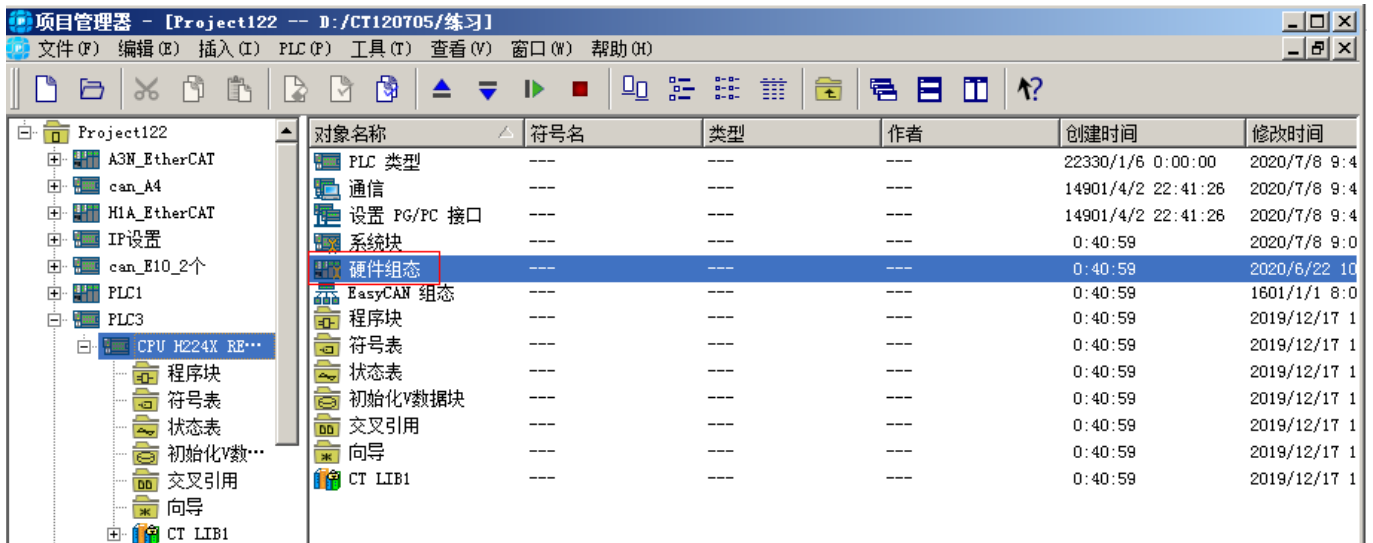 项目管理器 - [Project122 -- D:/CT120705/练习]
文件(F) 编辑(E) 插入(I) PLC(P) 工具(T) 查看(V) 窗口(W) 帮助(H)
Project122
A3N_EtherCAT
can_A4
H1A_EtherCAT
IP设置
can_E10_2个
PLC1
PLC3
CPU H224X RE…
程序块
符号表
状态表
初始化V数…
交叉引用
向导
CT LIB1
对象名称 符号名 类型 作者 创建时间 修改时间
PLC 类型 --- --- --- 22330/1/6 0:00:00 2020/7/8 9:4
通信 --- --- --- 14901/4/2 22:41:26 2020/7/8 9:4
设置 PG/PC 接口 --- --- --- 14901/4/2 22:41:26 2020/7/8 9:4
系统块 --- --- --- 0:40:59 2020/7/8 9:0
硬件组态 --- --- --- 0:40:59 2020/6/22 10
EasyCAN 组态 --- --- --- 0:40:59 1601/1/1 8:0
程序块 --- --- --- 0:40:59 2019/12/17 1
符号表 --- --- --- 0:40:59 2019/12/17 1
状态表 --- --- --- 0:40:59 2019/12/17 1
初始化V数据块 --- --- --- 0:40:59 2019/12/17 1
交叉引用 --- --- --- 0:40:59 2019/12/17 1
向导 --- --- --- 0:40:59 2019/12/17 1
CT LIB1 --- --- --- 0:40:59 2019/12/17 1